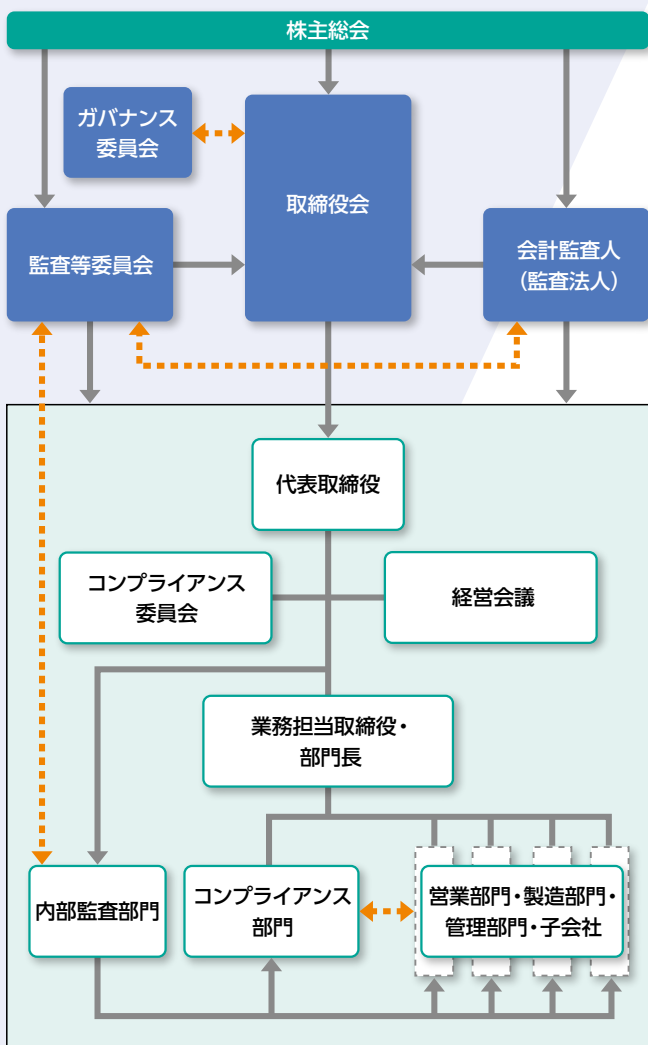 株主総会
ガバナンス
委員会
取締役会
監査等委員会
会計監査人
(監査法人)
代表取締役
コンプライアンス
委員会
経営会議
業務担当取締役・
部門長
内部監査部門
コンプライアンス
部門
営業部門・製造部門・
管理部門・子会社